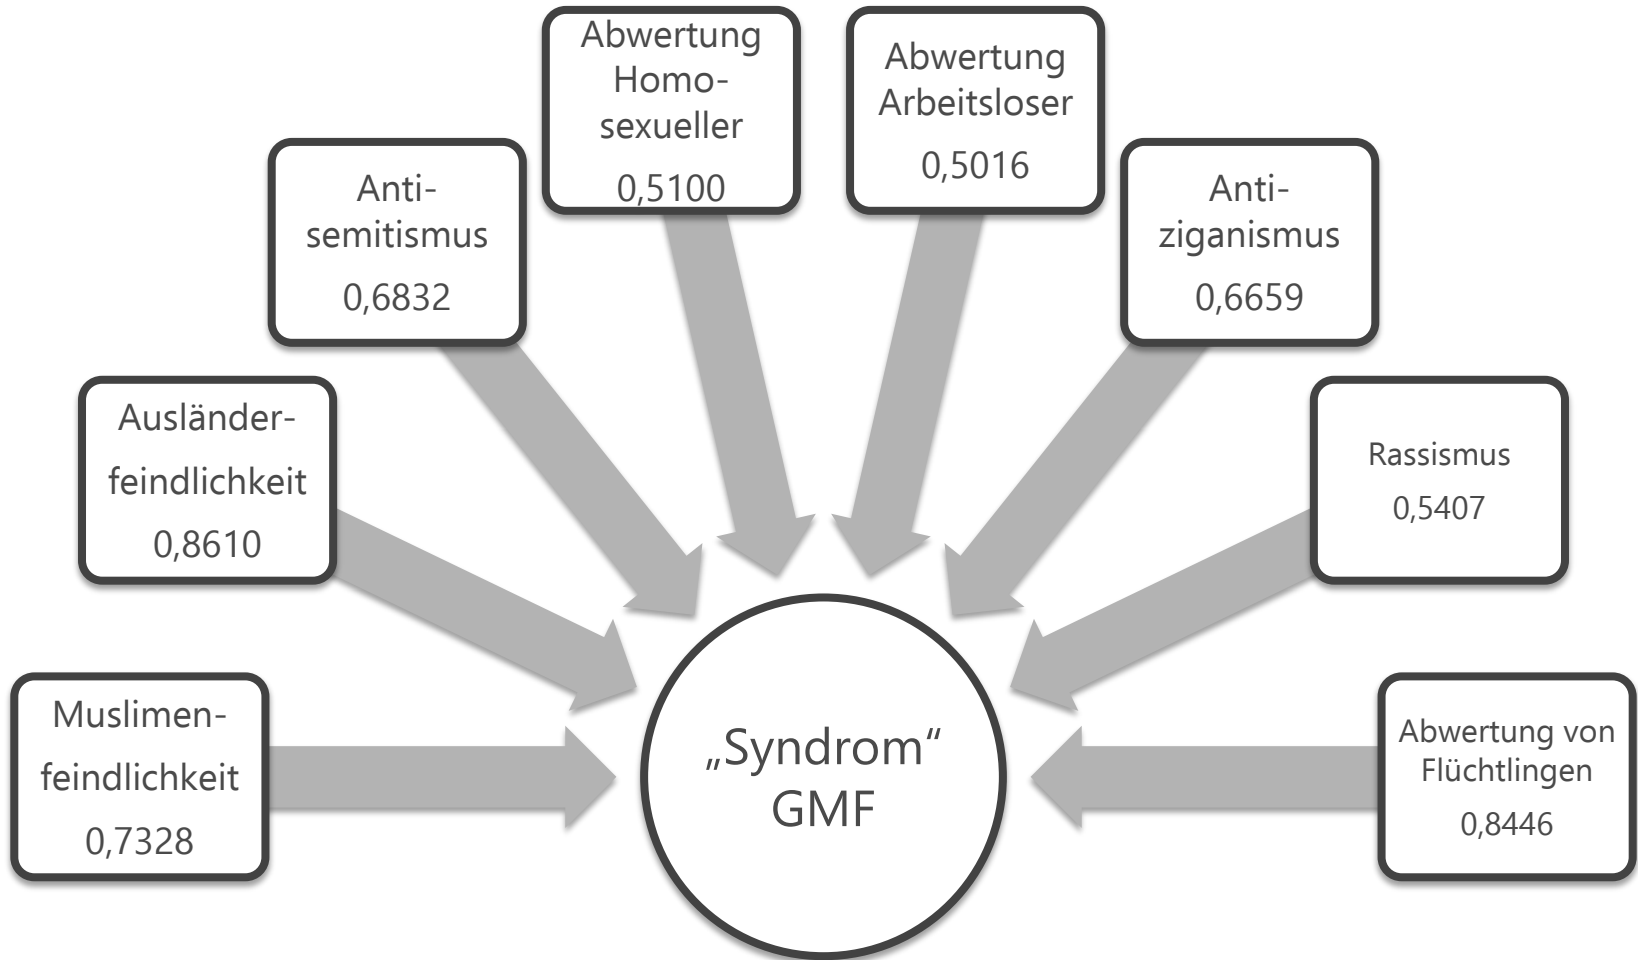 Abwertung
Homo-
sexueller
0,5100
Abwertung
Arbeitsloser
0,5016
Anti-
semitismus
0,6832
Anti-
ziganismus
0,6659
Ausländer-
feindlichkeit
0,8610
Rassismus
0,5407
Muslimen-
feindlichkeit
0,7328
„Syndrom“
GMF
Abwertung von
Flüchtlingen
0,8446